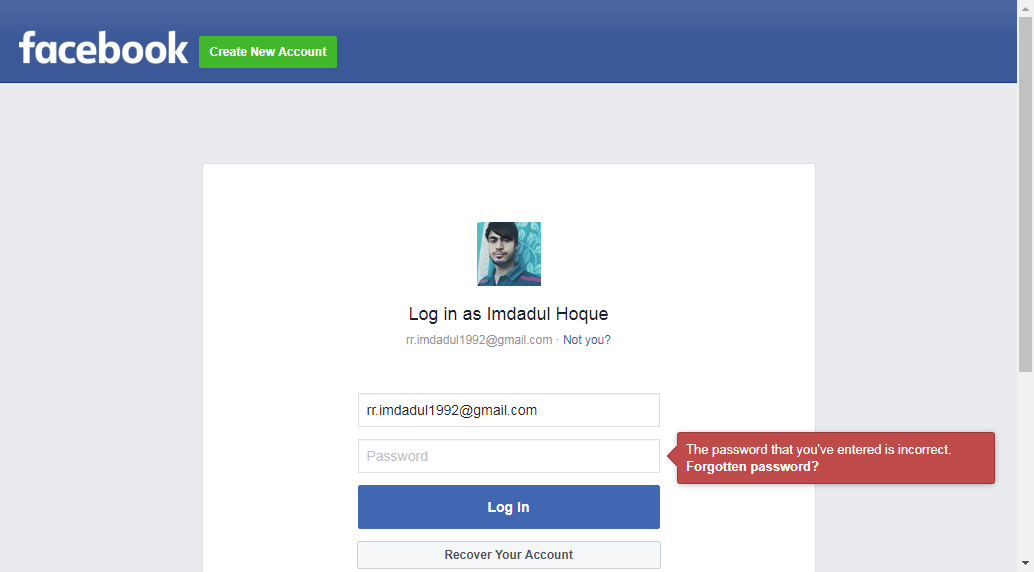 facebook
Create New Account
Log in as Imdadul Hoque
rr.imdadul1992@gmail.com · Not you?
rr.imdadul1992@gmail.com
Password
The password that you've entered is incorrect.
Forgotten password?
Log In
Recover Your Account